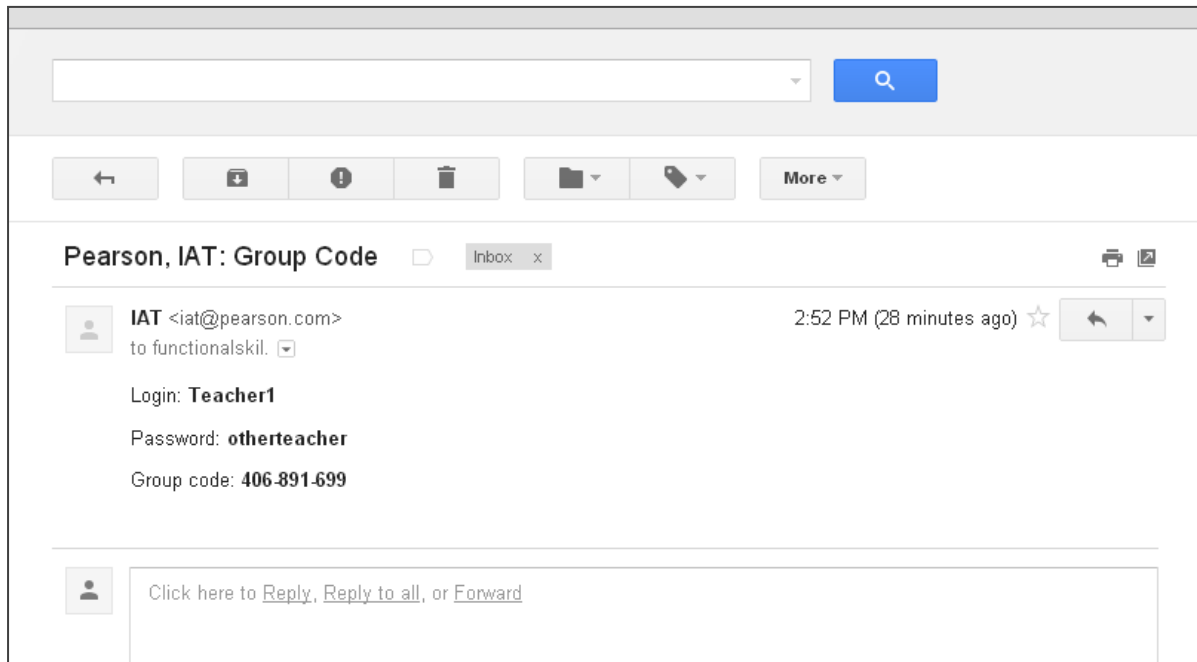 More
Pearson, IAT: Group Code Inbox x
IAT <iat@pearson.com> 2:52 PM (28 minutes ago)
to functionalskil.
Login: Teacher1
Password: otherteacher
Group code: 406-891-699
Click here to Reply, Reply to all, or Forward